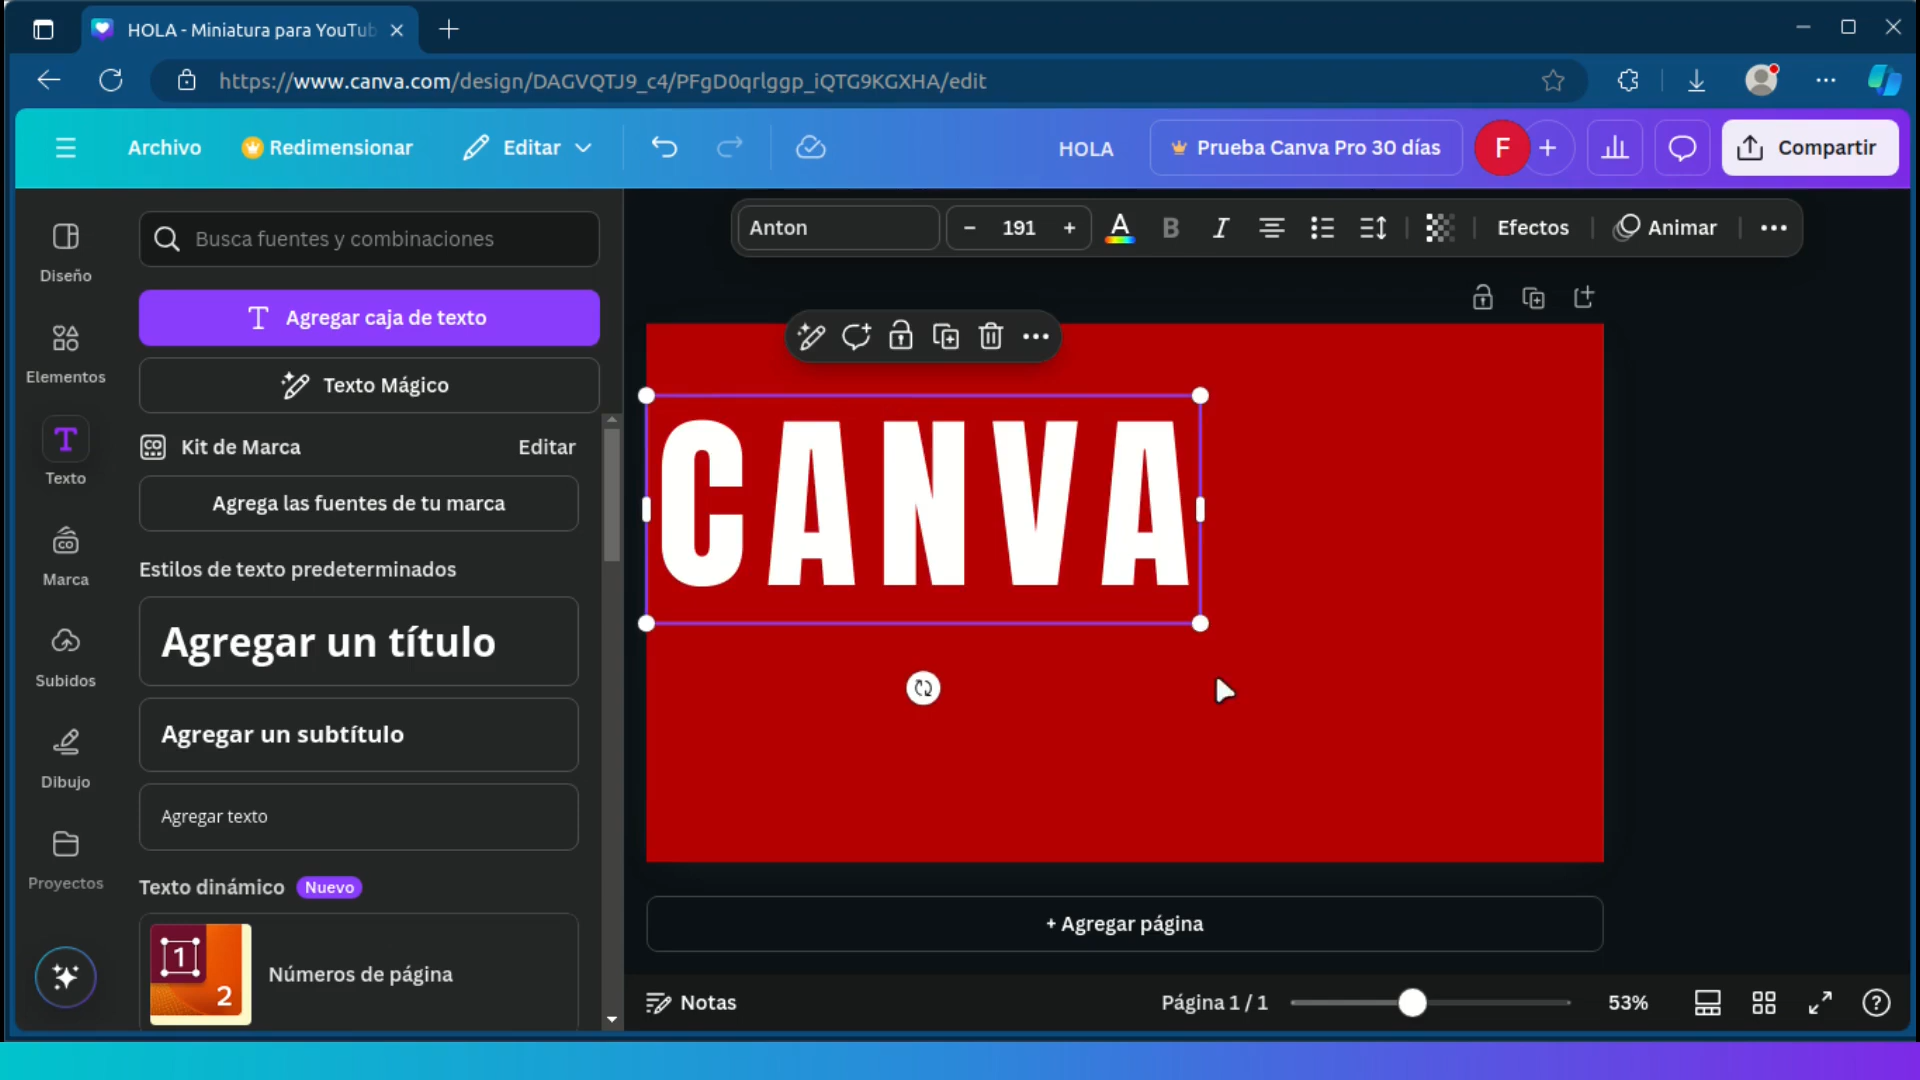 HOLA - Miniatura para YouTub
https://www.canva.com/design/DAGVQTJ9_c4/PFgD0qrlggp_iQTG9KGXHA/edit
Archivo
Redimensionar
Editar
HOLA
Prueba Canva Pro 30 días
F
+
Compartir
Diseño
Elementos
Texto
Marca
Subidos
Dibujo
Proyectos
Busca fuentes y combinaciones
Agregar caja de texto
Texto Mágico
Kit de Marca
Editar
Agrega las fuentes de tu marca
Estilos de texto predeterminados
Agregar un título
Agregar un subtítulo
Agregar texto
Texto dinámico Nuevo
1
2
Números de página
Anton
– 191 +
A B I
Efectos
Animar
CANVA
+ Agregar página
Notas
Página 1 / 1
53%